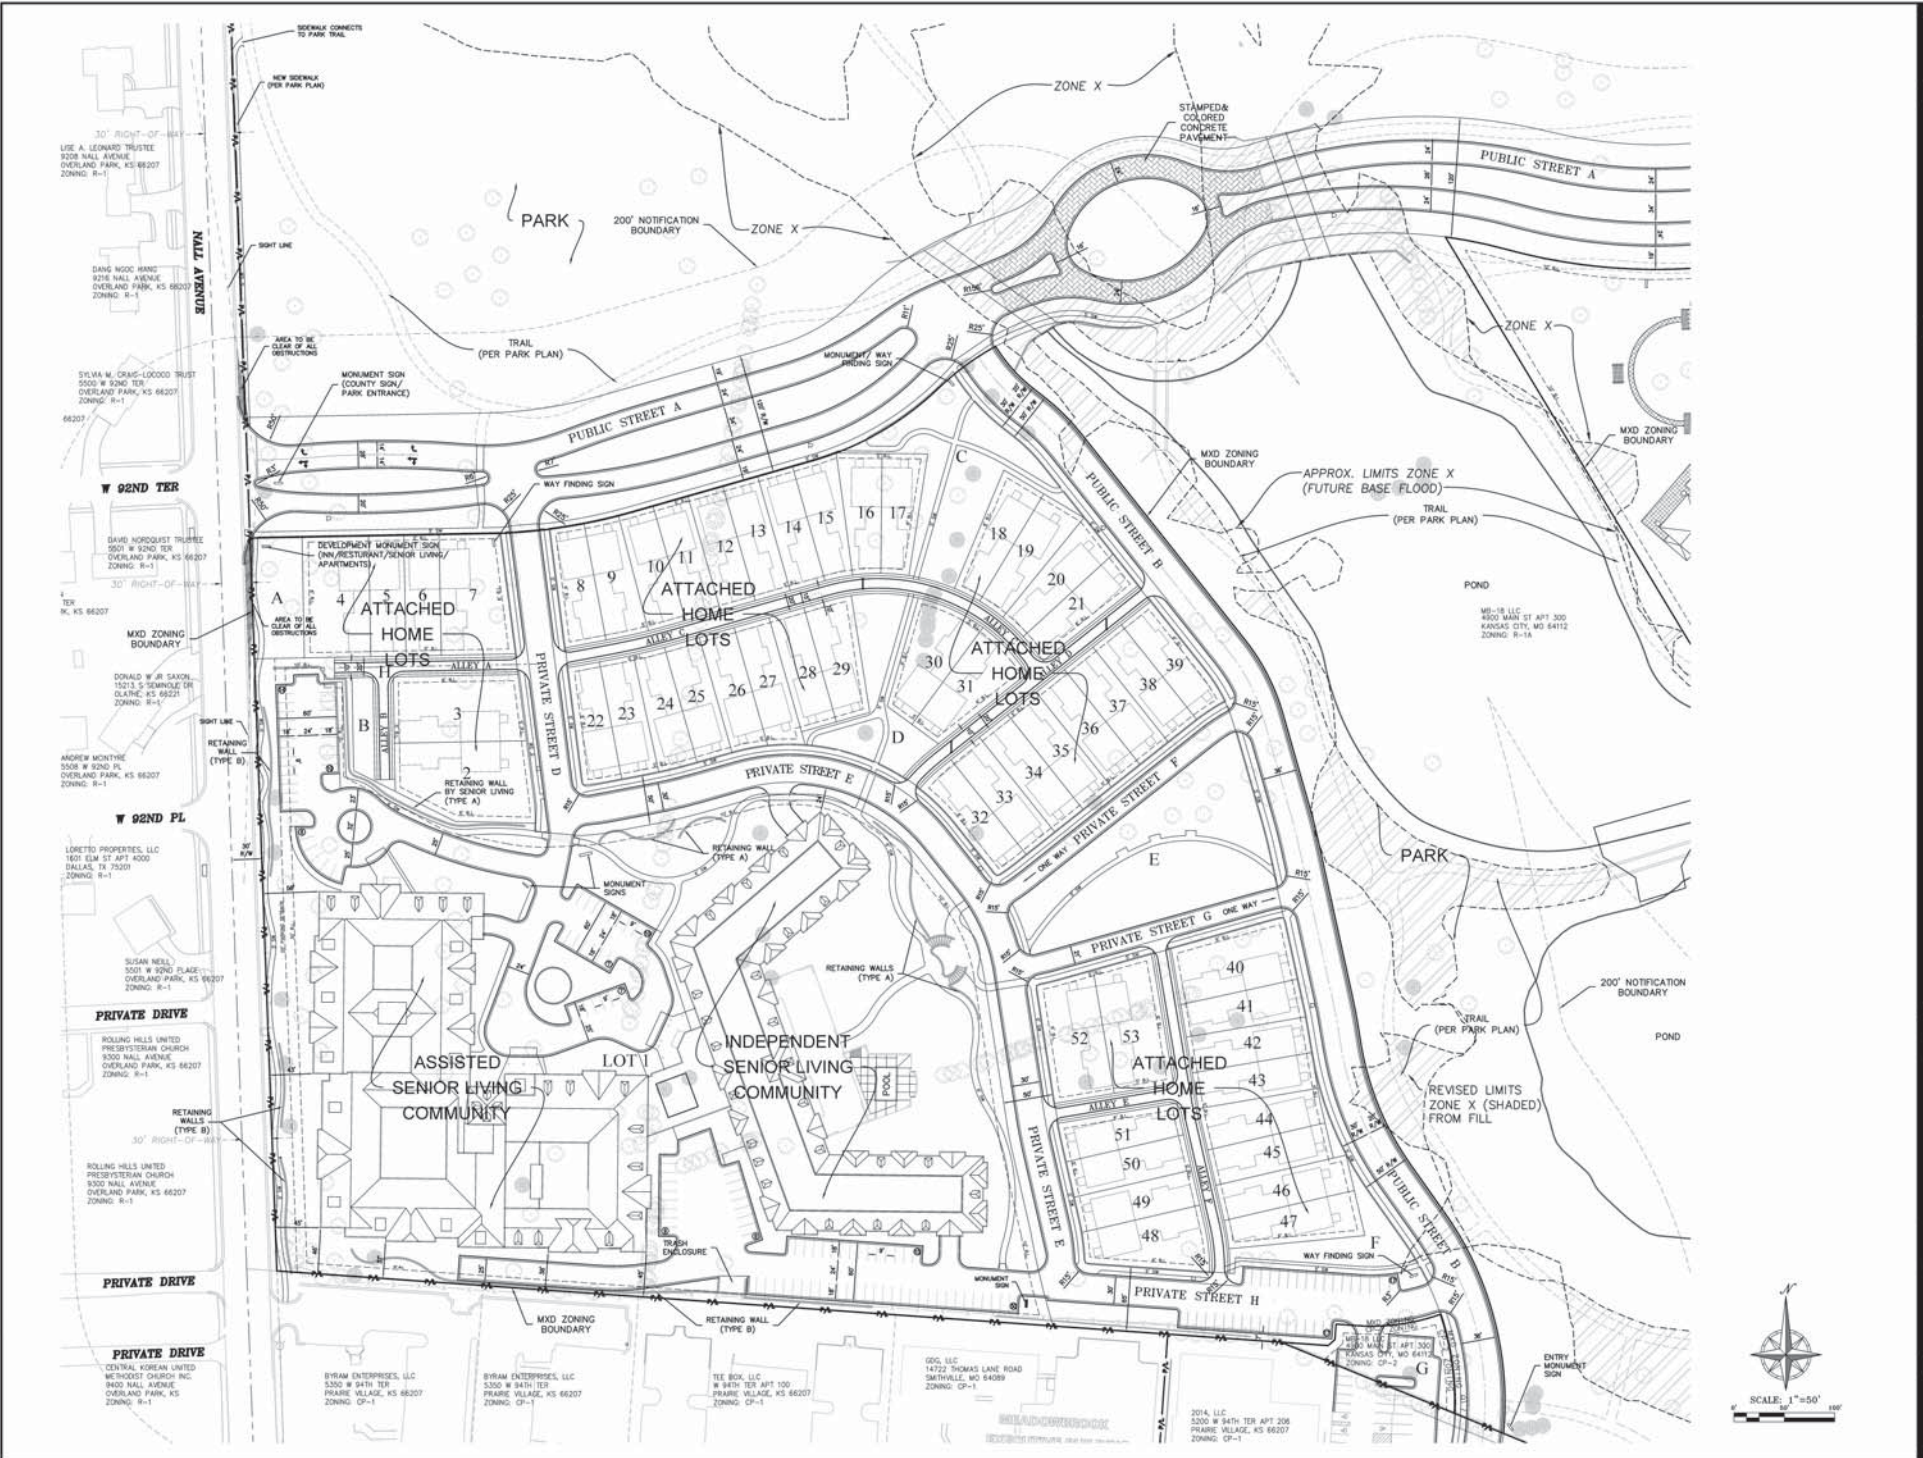 SIDEWALK CONNECTS
TO PARK TRAIL
NEW SIDEWALK
(PER PARK PLAN)
30' RIGHT-OF-WAY
LISE A. LEONARD TRUSTEE
9208 NALL AVENUE
OVERLAND PARK, KS 66207
ZONING: R-1
NALL AVENUE
SIGHT LINE
DANG NGOC HANG
9216 NALL AVENUE
OVERLAND PARK, KS 66207
ZONING: R-1
PARK
200' NOTIFICATION
BOUNDARY
ZONE X
ZONE X
STAMPED&
COLORED
CONCRETE
PAVEMENT
PUBLIC STREET A
ZONE X
MXD ZONING
BOUNDARY
AREA TO BE
CLEAR OF ALL
OBSTRUCTIONS
TRAIL
(PER PARK PLAN)
MONUMENT SIGN
(COUNTY SIGN/
PARK ENTRANCE)
MONUMENT/ WAY
FINDING SIGN
SYLVIA M. CRAIG-LOCOCO TRUST
5500 W 92ND TER
OVERLAND PARK, KS 66207
ZONING: R-1
66207
PUBLIC STREET A
W 92ND TER
WAY FINDING SIGN
MXD ZONING
BOUNDARY
APPROX. LIMITS ZONE X
(FUTURE BASE FLOOD)
TRAIL
(PER PARK PLAN)
PUBLIC STREET B
DAVID NORDQUIST TRUSTEE
5501 W 92ND TER
OVERLAND PARK, KS 66207
ZONING: R-1
30' RIGHT-OF-WAY
DEVELOPMENT MONUMENT SIGN
(INN/RESTURANT/SENIOR LIVING/
APARTMENTS)
A
4 5 6 7
ATTACHED
HOME
LOTS
AREA TO BE
CLEAR OF ALL
OBSTRUCTIONS
8 9 10 11 12 13 14 15 16 17
ATTACHED
HOME
LOTS
C
18 19 20 21
ATTACHED
HOME
LOTS
POND
MB-18 LLC
4900 MAIN ST APT 300
KANSAS CITY, MO 64112
ZONING: R-1A
TER
KS 66207
MXD ZONING
BOUNDARY
ALLEY A
ALLEY C
ALLEY C
H
B
ALLEY B
3
2
PRIVATE STREET D
22 23 24 25 26 27 28 29
30 31
D
32 33 34 35 36 37 38 39
DONALD W JR SAXON
15213 S SEMINOLE DR
OLATHE, KS 66221
ZONING: R-1
SIGHT LINE
RETAINING
WALL
(TYPE B)
ANDREW MCINTYRE
5508 W 92ND PL
OVERLAND PARK, KS 66207
ZONING: R-1
RETAINING WALL
BY SENIOR LIVING
(TYPE A)
PRIVATE STREET E
ONE WAY PRIVATE STREET F
W 92ND PL
LORETTO PROPERTIES, LLC
1601 ELM ST APT 4000
DALLAS, TX 75201
ZONING: R-1
RETAINING WALL
(TYPE A)
MONUMENT
SIGNS
E
PARK
PRIVATE STREET G ONE WAY
SUSAN NEILL
5501 W 92ND PLACE
OVERLAND PARK, KS 66207
ZONING: R-1
RETAINING WALLS
(TYPE A)
40
41
42
43
44
45
46
47
52 53
200' NOTIFICATION
BOUNDARY
POND
TRAIL
(PER PARK PLAN)
PRIVATE DRIVE
ROLLING HILLS UNITED
PRESBYSTERIAN CHURCH
9300 NALL AVENUE
OVERLAND PARK, KS 66207
ZONING: R-1
ASSISTED
SENIOR LIVING
COMMUNITY
LOT 1
INDEPENDENT
SENIOR LIVING
COMMUNITY
POOL
ATTACHED
HOME
LOTS
REVISED LIMITS
ZONE X (SHADED)
FROM FILL
ALLEY E
RETAINING
WALLS
(TYPE B)
30' RIGHT-OF-WAY
51
50
49
48
ALLEY F
PRIVATE STREET E
PUBLIC STREET B
ROLLING HILLS UNITED
PRESBYSTERIAN CHURCH
9300 NALL AVENUE
OVERLAND PARK, KS 66207
ZONING: R-1
TRASH
ENCLOSURE
F
WAY FINDING SIGN
PRIVATE DRIVE
MONUMENT
SIGN
PRIVATE STREET H
MXD ZONING
BOUNDARY
RETAINING WALL
(TYPE B)
MB-18 LLC
4900 MAIN ST APT 300
KANSAS CITY, MO 64112
ZONING: CP-2
G
ENTRY
MONUMENT
SIGN
PRIVATE DRIVE
CENTRAL KOREAN UNITED
METHODIST CHURCH INC.
9400 NALL AVENUE
OVERLAND PARK, KS
ZONING: R-1
BYRAM ENTERPRISES, LLC
5350 W 94TH TER
PRAIRIE VILLAGE, KS 66207
ZONING: CP-1
BYRAM ENTERPRISES, LLC
5350 W 94TH TER
PRAIRIE VILLAGE, KS 66207
ZONING: CP-1
TEE BOX, LLC
W 94TH TER APT 100
PRAIRIE VILLAGE, KS 66207
ZONING: CP-1
GDG, LLC
14722 THOMAS LANE ROAD
SMITHVILLE, MO 64089
ZONING: CP-1
MEADOWBROOK
2014, LLC
5200 W 94TH TER APT 206
PRAIRIE VILLAGE, KS 66207
ZONING: CP-1
N
SCALE: 1"=50'
0' 50' 100'